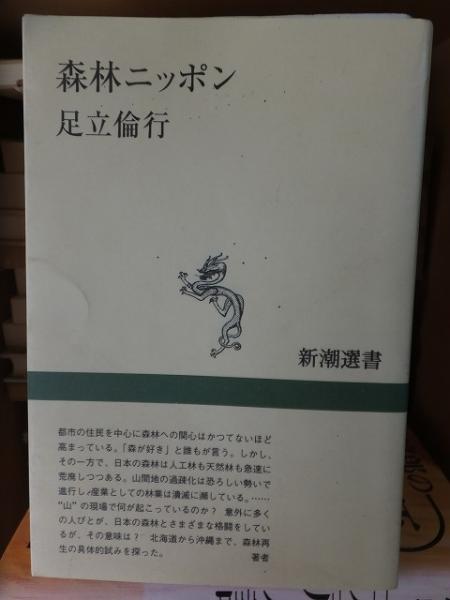 森林ニッポン
足立倫行
新潮選書
都市の住民を中心に森林への関心はかつてないほど
高まっている。「森が好き」と誰もが言う。しかし、
その一方で、日本の森林は人工林も天然林も急速に
荒廃しつつある。山間地の過疎化は恐ろしい勢いで
進行し、産業としての林業は潰滅に瀕している。……
“山”の現場で何が起こっているのか? 意外に多く
の人びとが、日本の森林とさまざまな格闘をしてい
るが、その意味は? 北海道から沖縄まで、森林再
生の具体的試みを探った。 著者